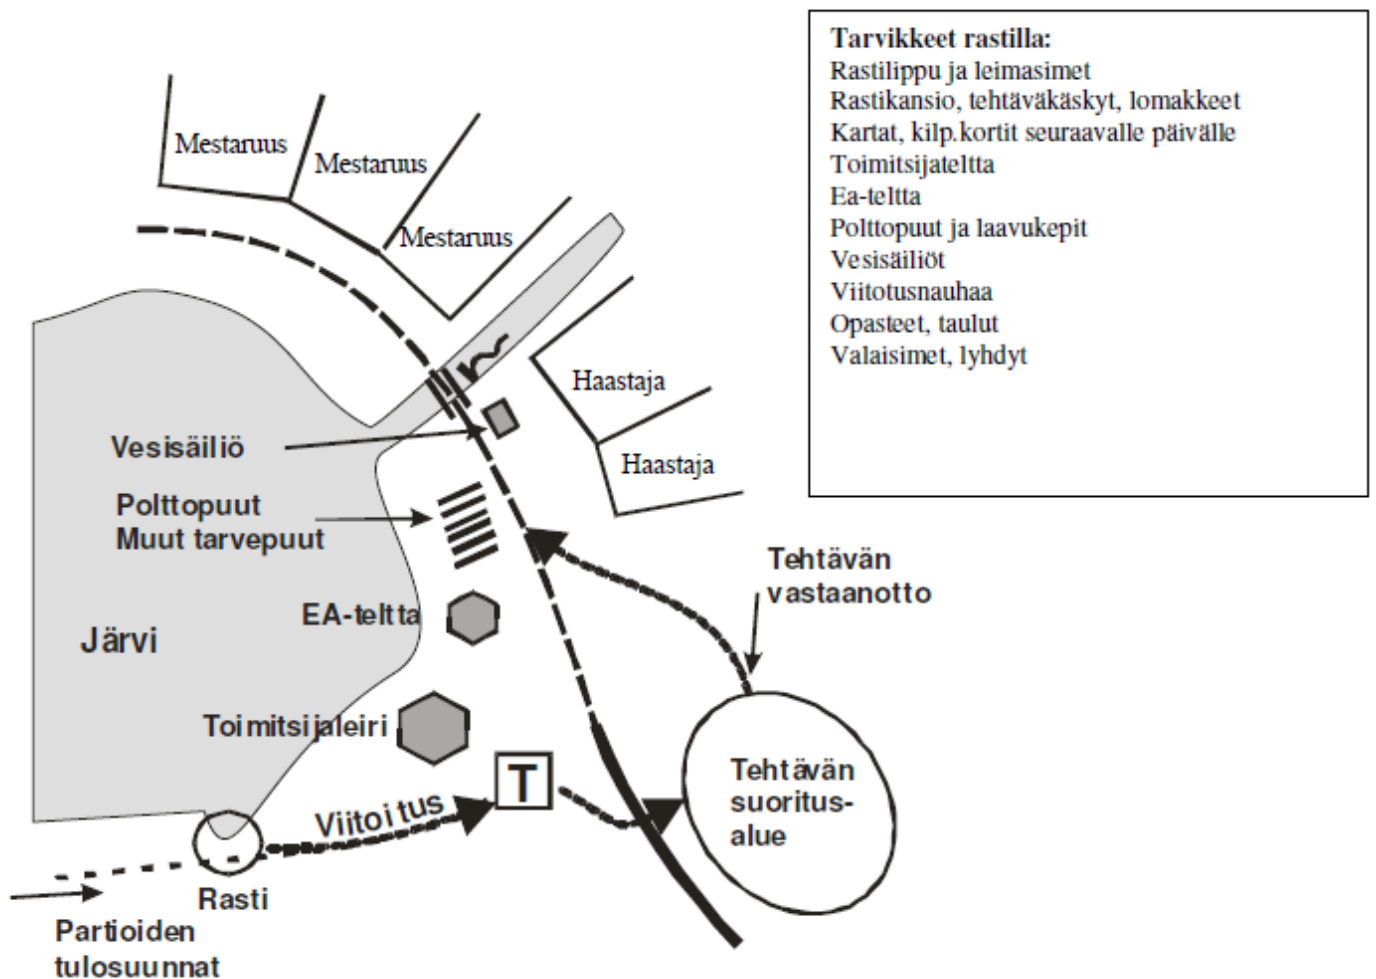 Tarvikkeet rastilla:
Rastilippu ja leimasimet
Rastikansio, tehtäväkäskyt, lomakkeet
Kartat, kilp.kortit seuraavalle päivälle
Toimitsijateltta
Ea-teltta
Polttopuut ja laavukepit
Vesisäiliöt
Viitotusnauhaa
Opasteet, taulut
Valaisimet, lyhdyt
Mestaruus
Mestaruus
Mestaruus
Haastaja
Haastaja
Vesisäiliö
Polttopuut
Muut tarvepuut
Tehtävän
vastaanotto
EA-teltta
Järvi
Toimitsijaleiri
T
Tehtävän
suoritus-
alue
Viitoitus
Rasti
Partioiden
tulosuunnat